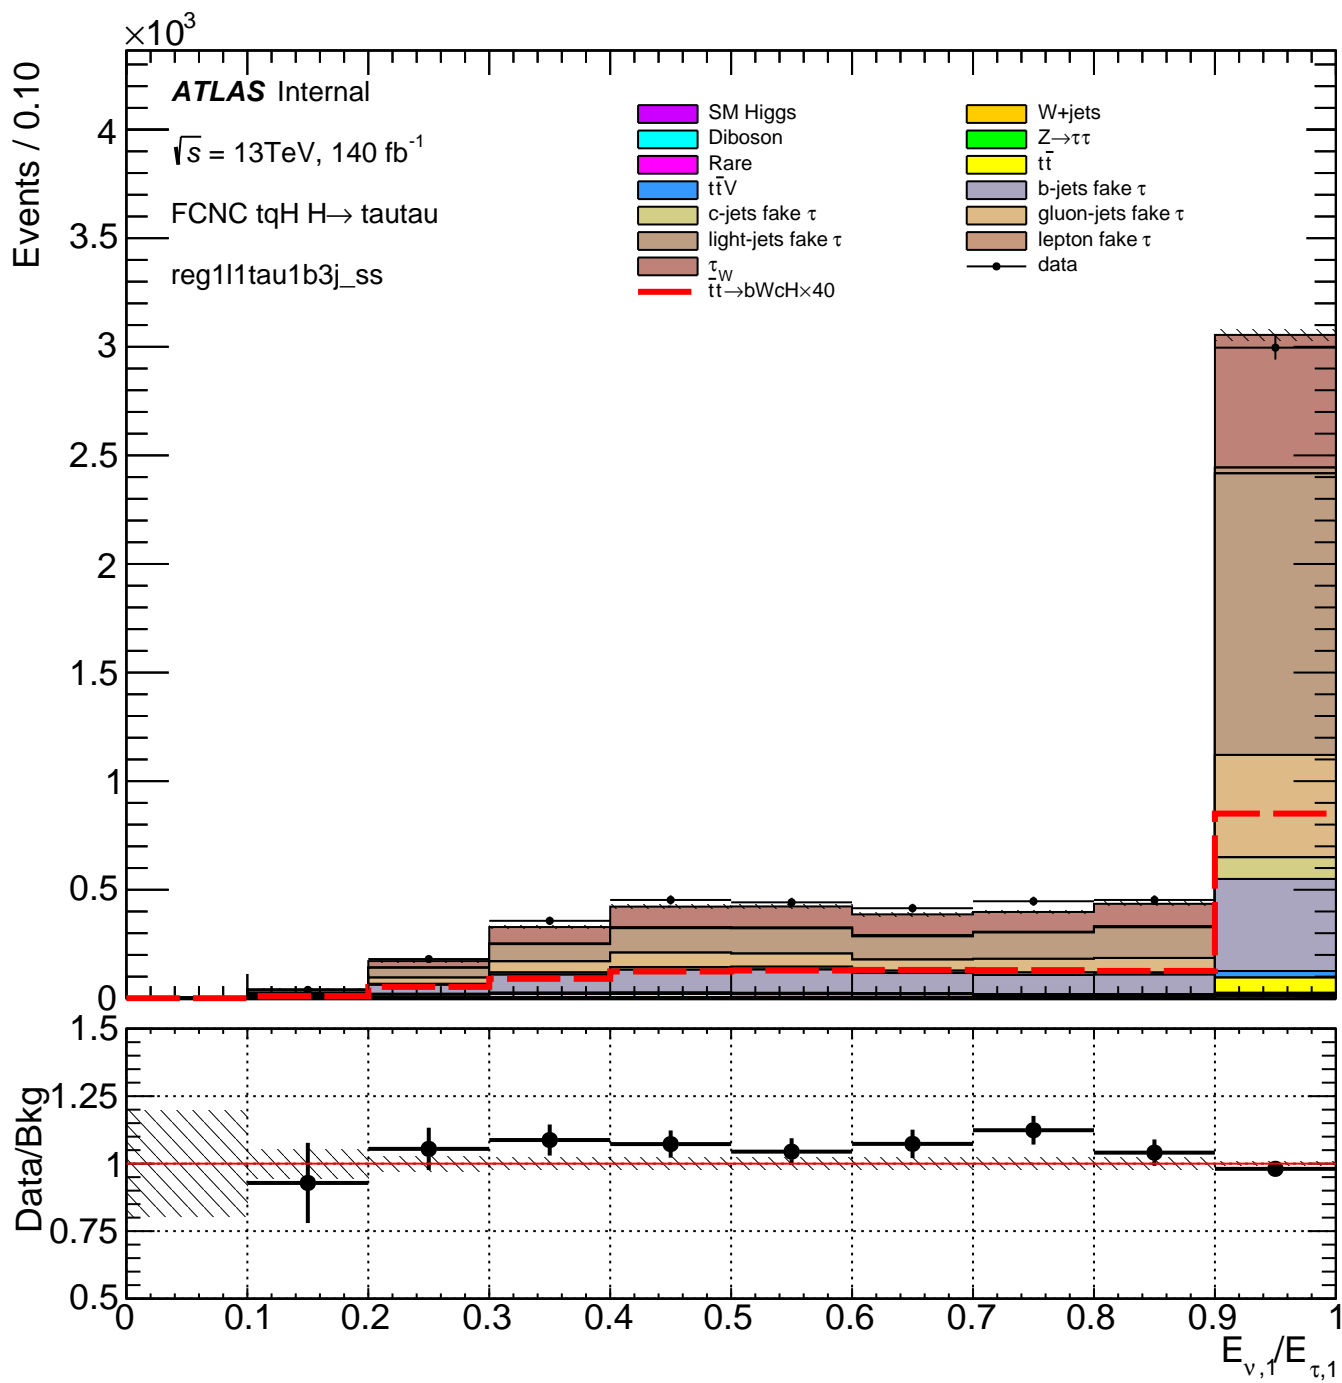 ×10³
Events / 0.10
4
3.5
3
2.5
2
1.5
1
0.5
0
ATLAS Internal
√s = 13TeV, 140 fb⁻¹
FCNC tqH H→ tautau
reg1l1tau1b3j_ss
SM Higgs
Diboson
Rare
tt̄V
c-jets fake τ
light-jets fake τ
τ_W
tt̄→bWcH×40
W+jets
Z→ττ
tt̄
b-jets fake τ
gluon-jets fake τ
lepton fake τ
data
Data/Bkg
1.5
1.25
1
0.75
0.5
0 0.1 0.2 0.3 0.4 0.5 0.6 0.7 0.8 0.9 1
E_ν,1/E_τ,1